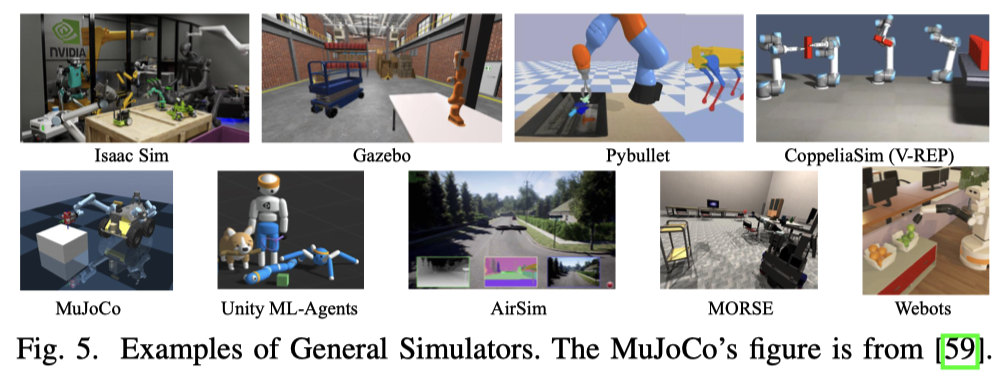 NVIDIA
Isaac Sim
Gazebo
Pybullet
CoppeliaSim (V-REP)
MuJoCo
Unity ML-Agents
AirSim
MORSE
Webots
Fig. 5. Examples of General Simulators. The MuJoCo's figure is from [59].